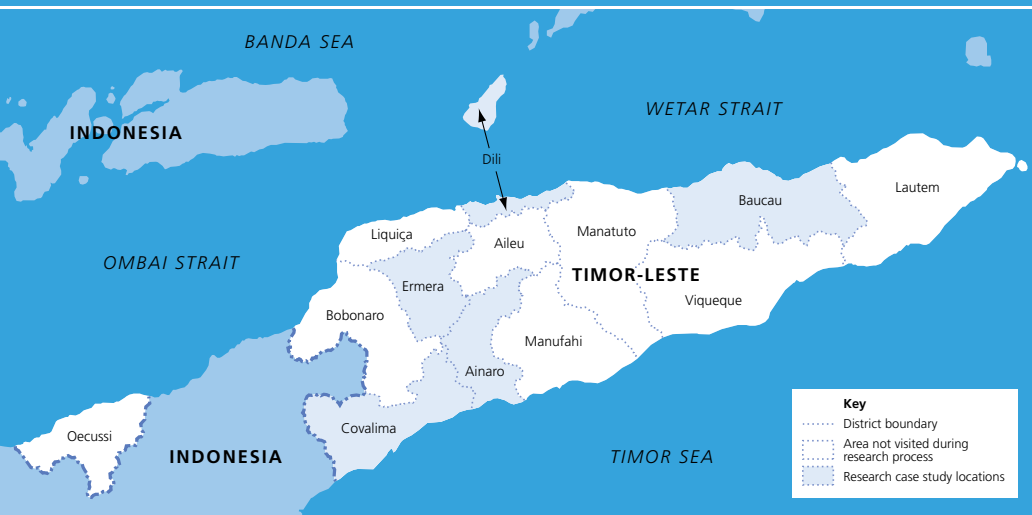 BANDA SEA
WETAR STRAIT
INDONESIA
Dili
Lautem
Baucau
Liquiça
Aileu
Manatuto
OMBAI STRAIT
TIMOR-LESTE
Ermera
Viqueque
Bobonaro
Manufahi
Ainaro
Covalima
Oecussi
INDONESIA
TIMOR SEA
Key
District boundary
Area not visited during
research process
Research case study locations